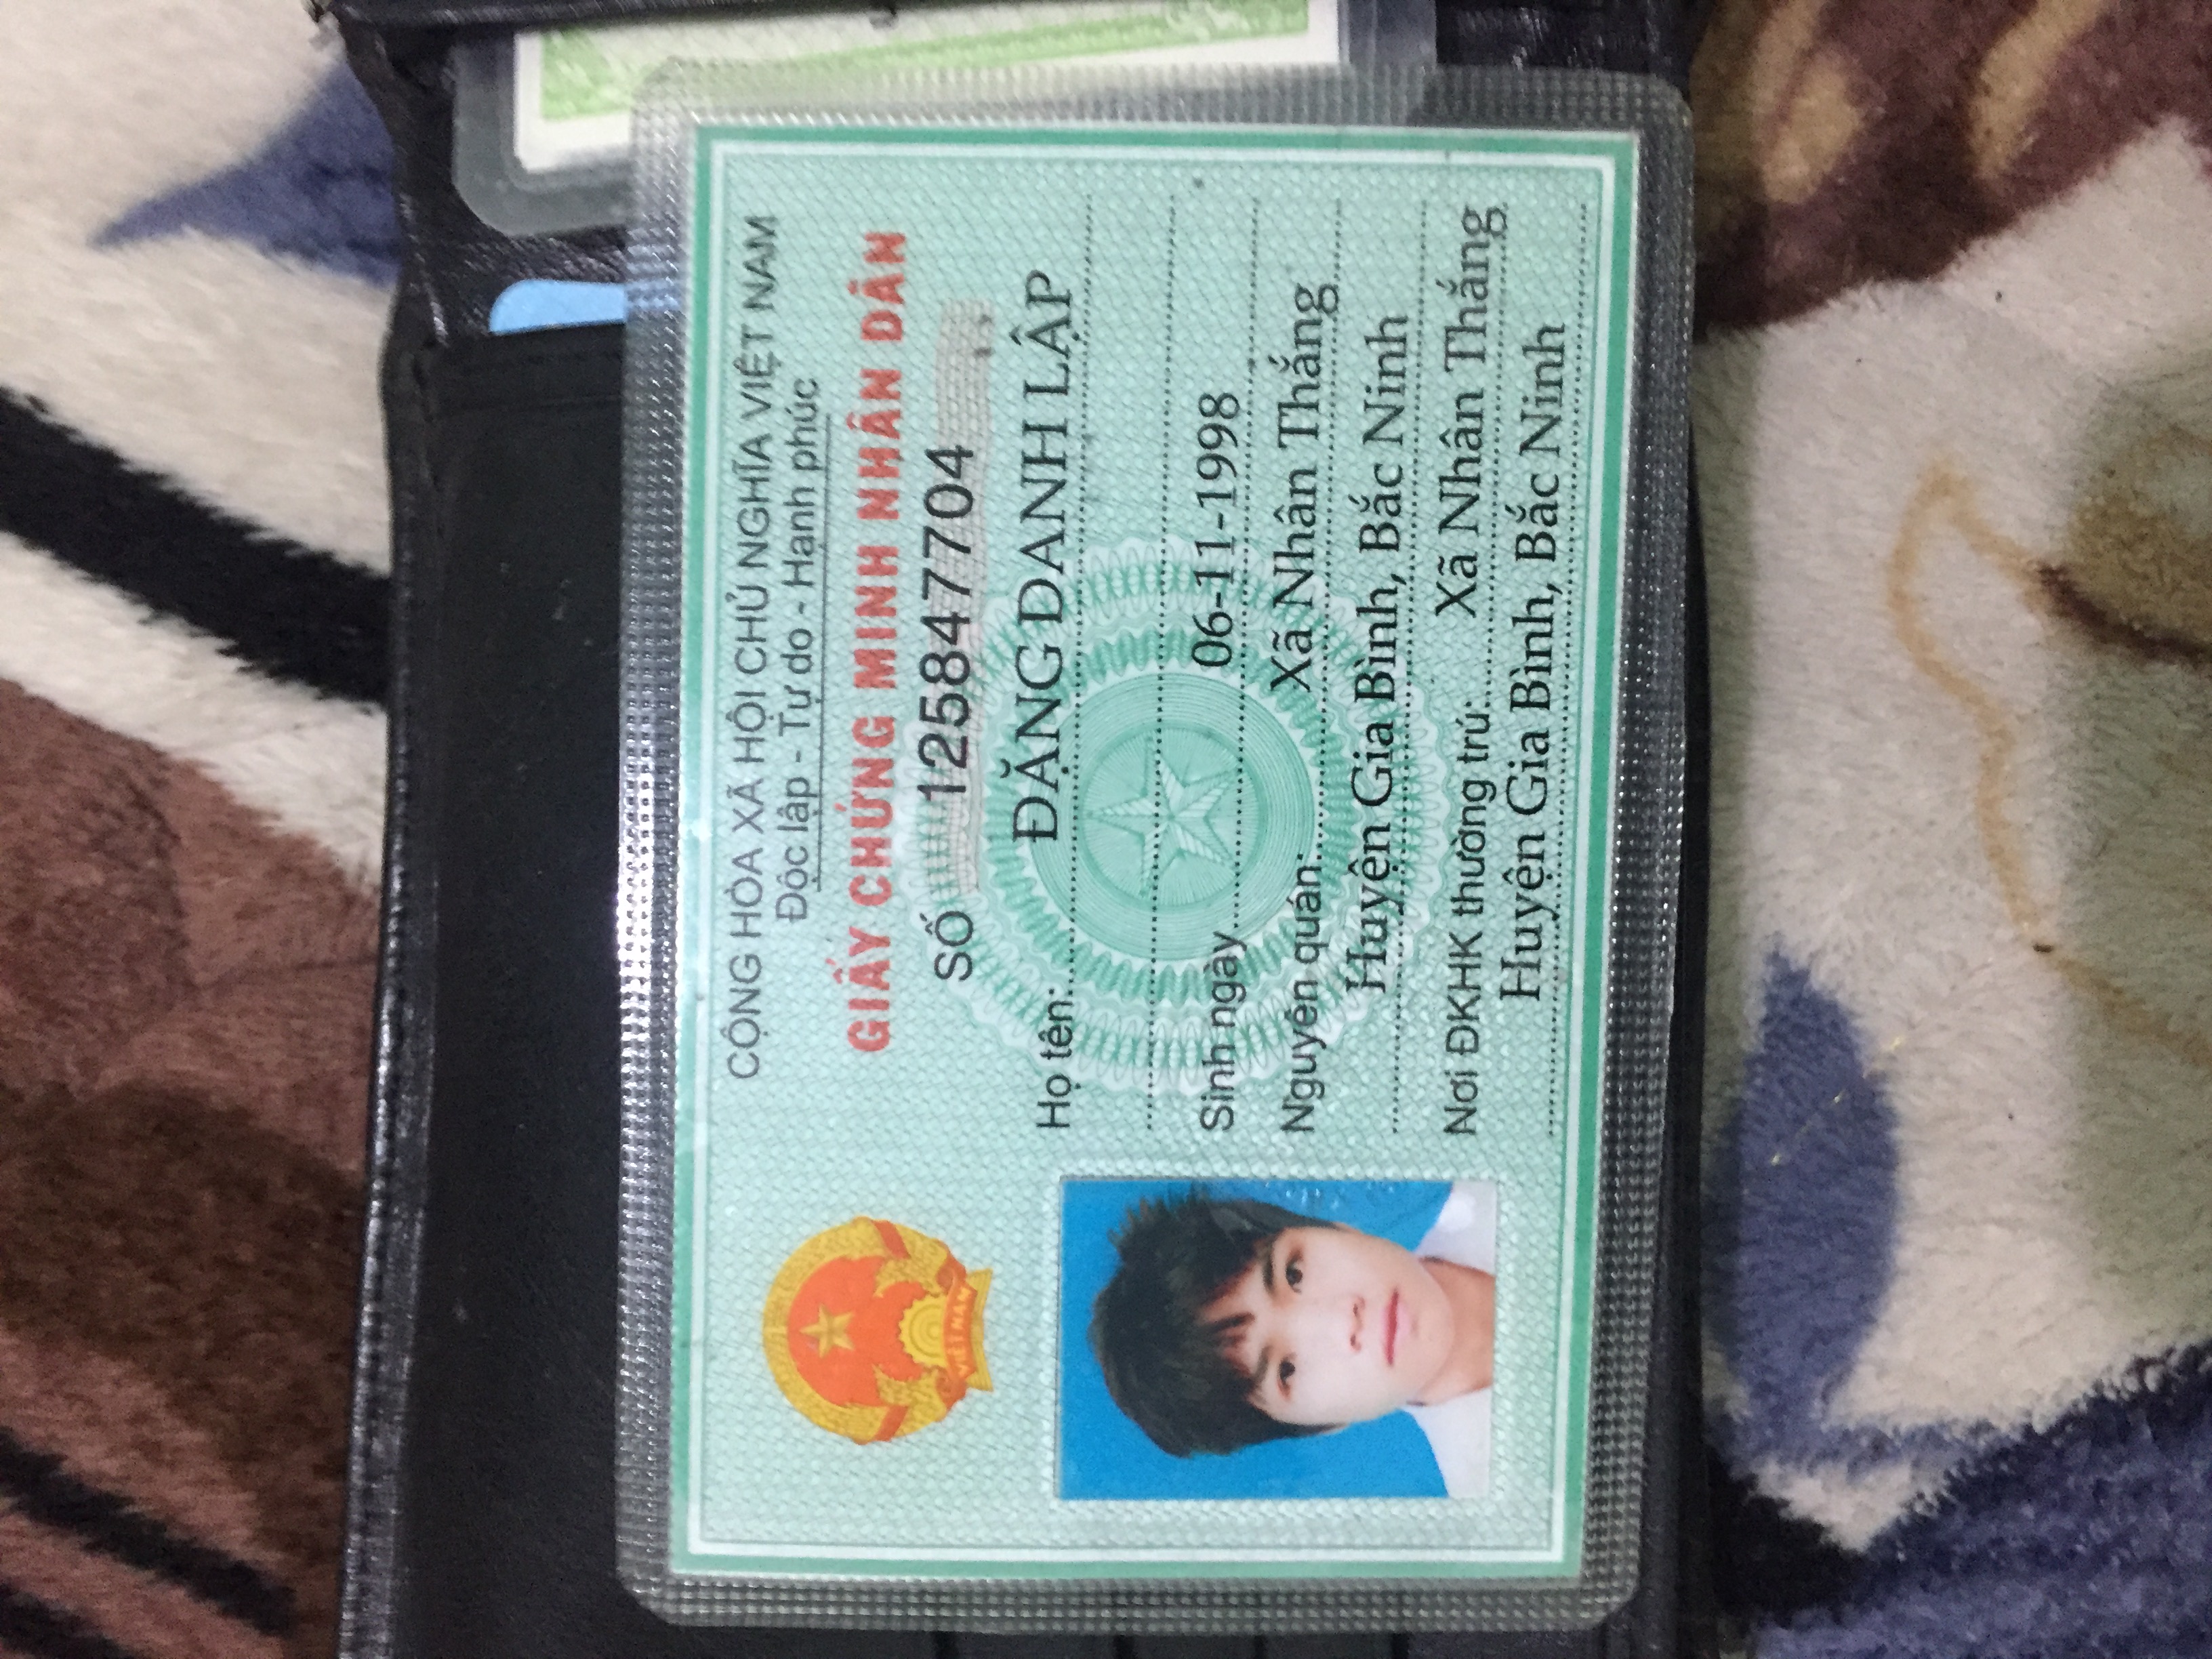 CỘNG HÒA XÃ HỘI CHỦ NGHĨA VIỆT NAM
Độc lập - Tự do - Hạnh phúc
GIẤY CHỨNG MINH NHÂN DÂN
SỐ 125847704
Họ tên: ĐẶNG DANH LẬP
Sinh ngày 06-11-1998
Nguyên quán: Xã Nhân Thắng
Huyện Gia Bình, Bắc Ninh
Nơi ĐKHK thường trú: Xã Nhân Thắng
Huyện Gia Bình, Bắc Ninh
VIỆT NAM